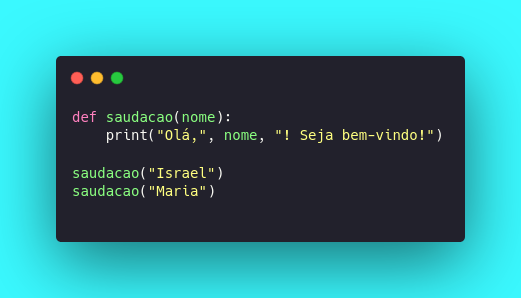 def saudacao(nome):
    print("Olá,", nome, "! Seja bem-vindo!")
saudacao("Israel")
saudacao("Maria")